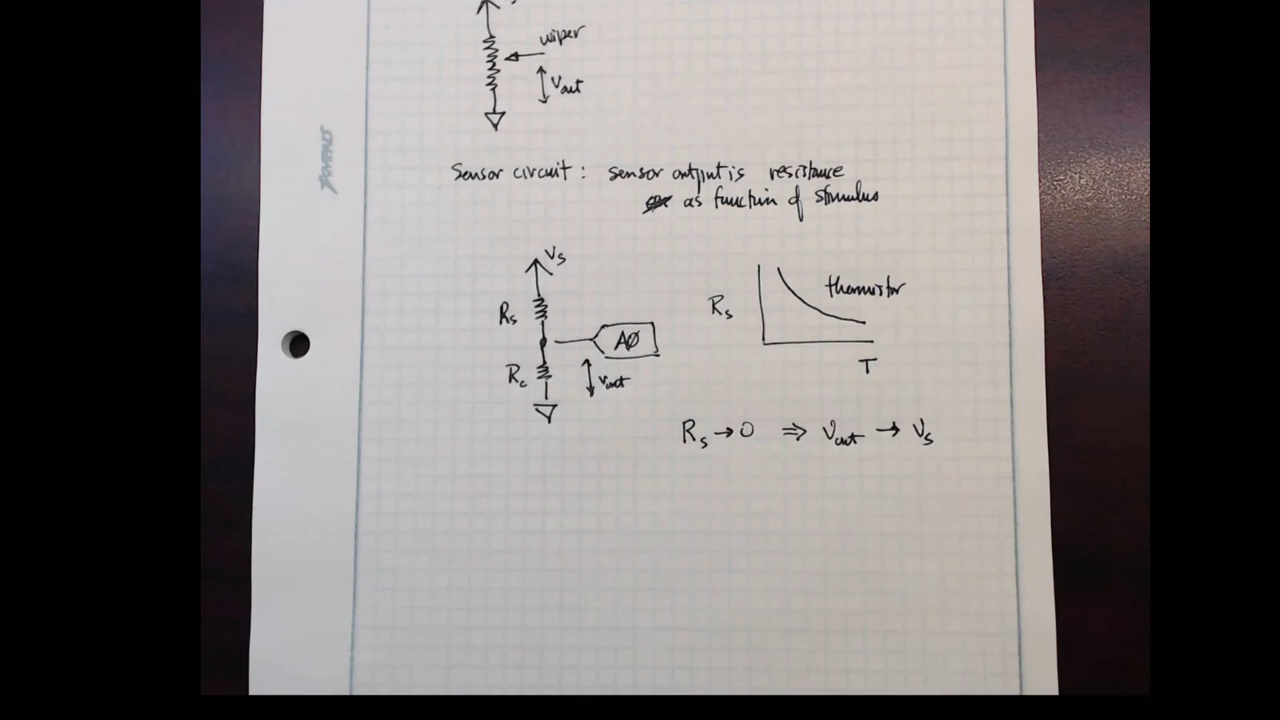 wiper
Vout
Sensor circuit : sensor output is resistance
as function of stimulus
Vs
Rs
AØ
Rc
Vout
Rs
thermistor
T
Rs → 0 ⇒ Vout → Vs